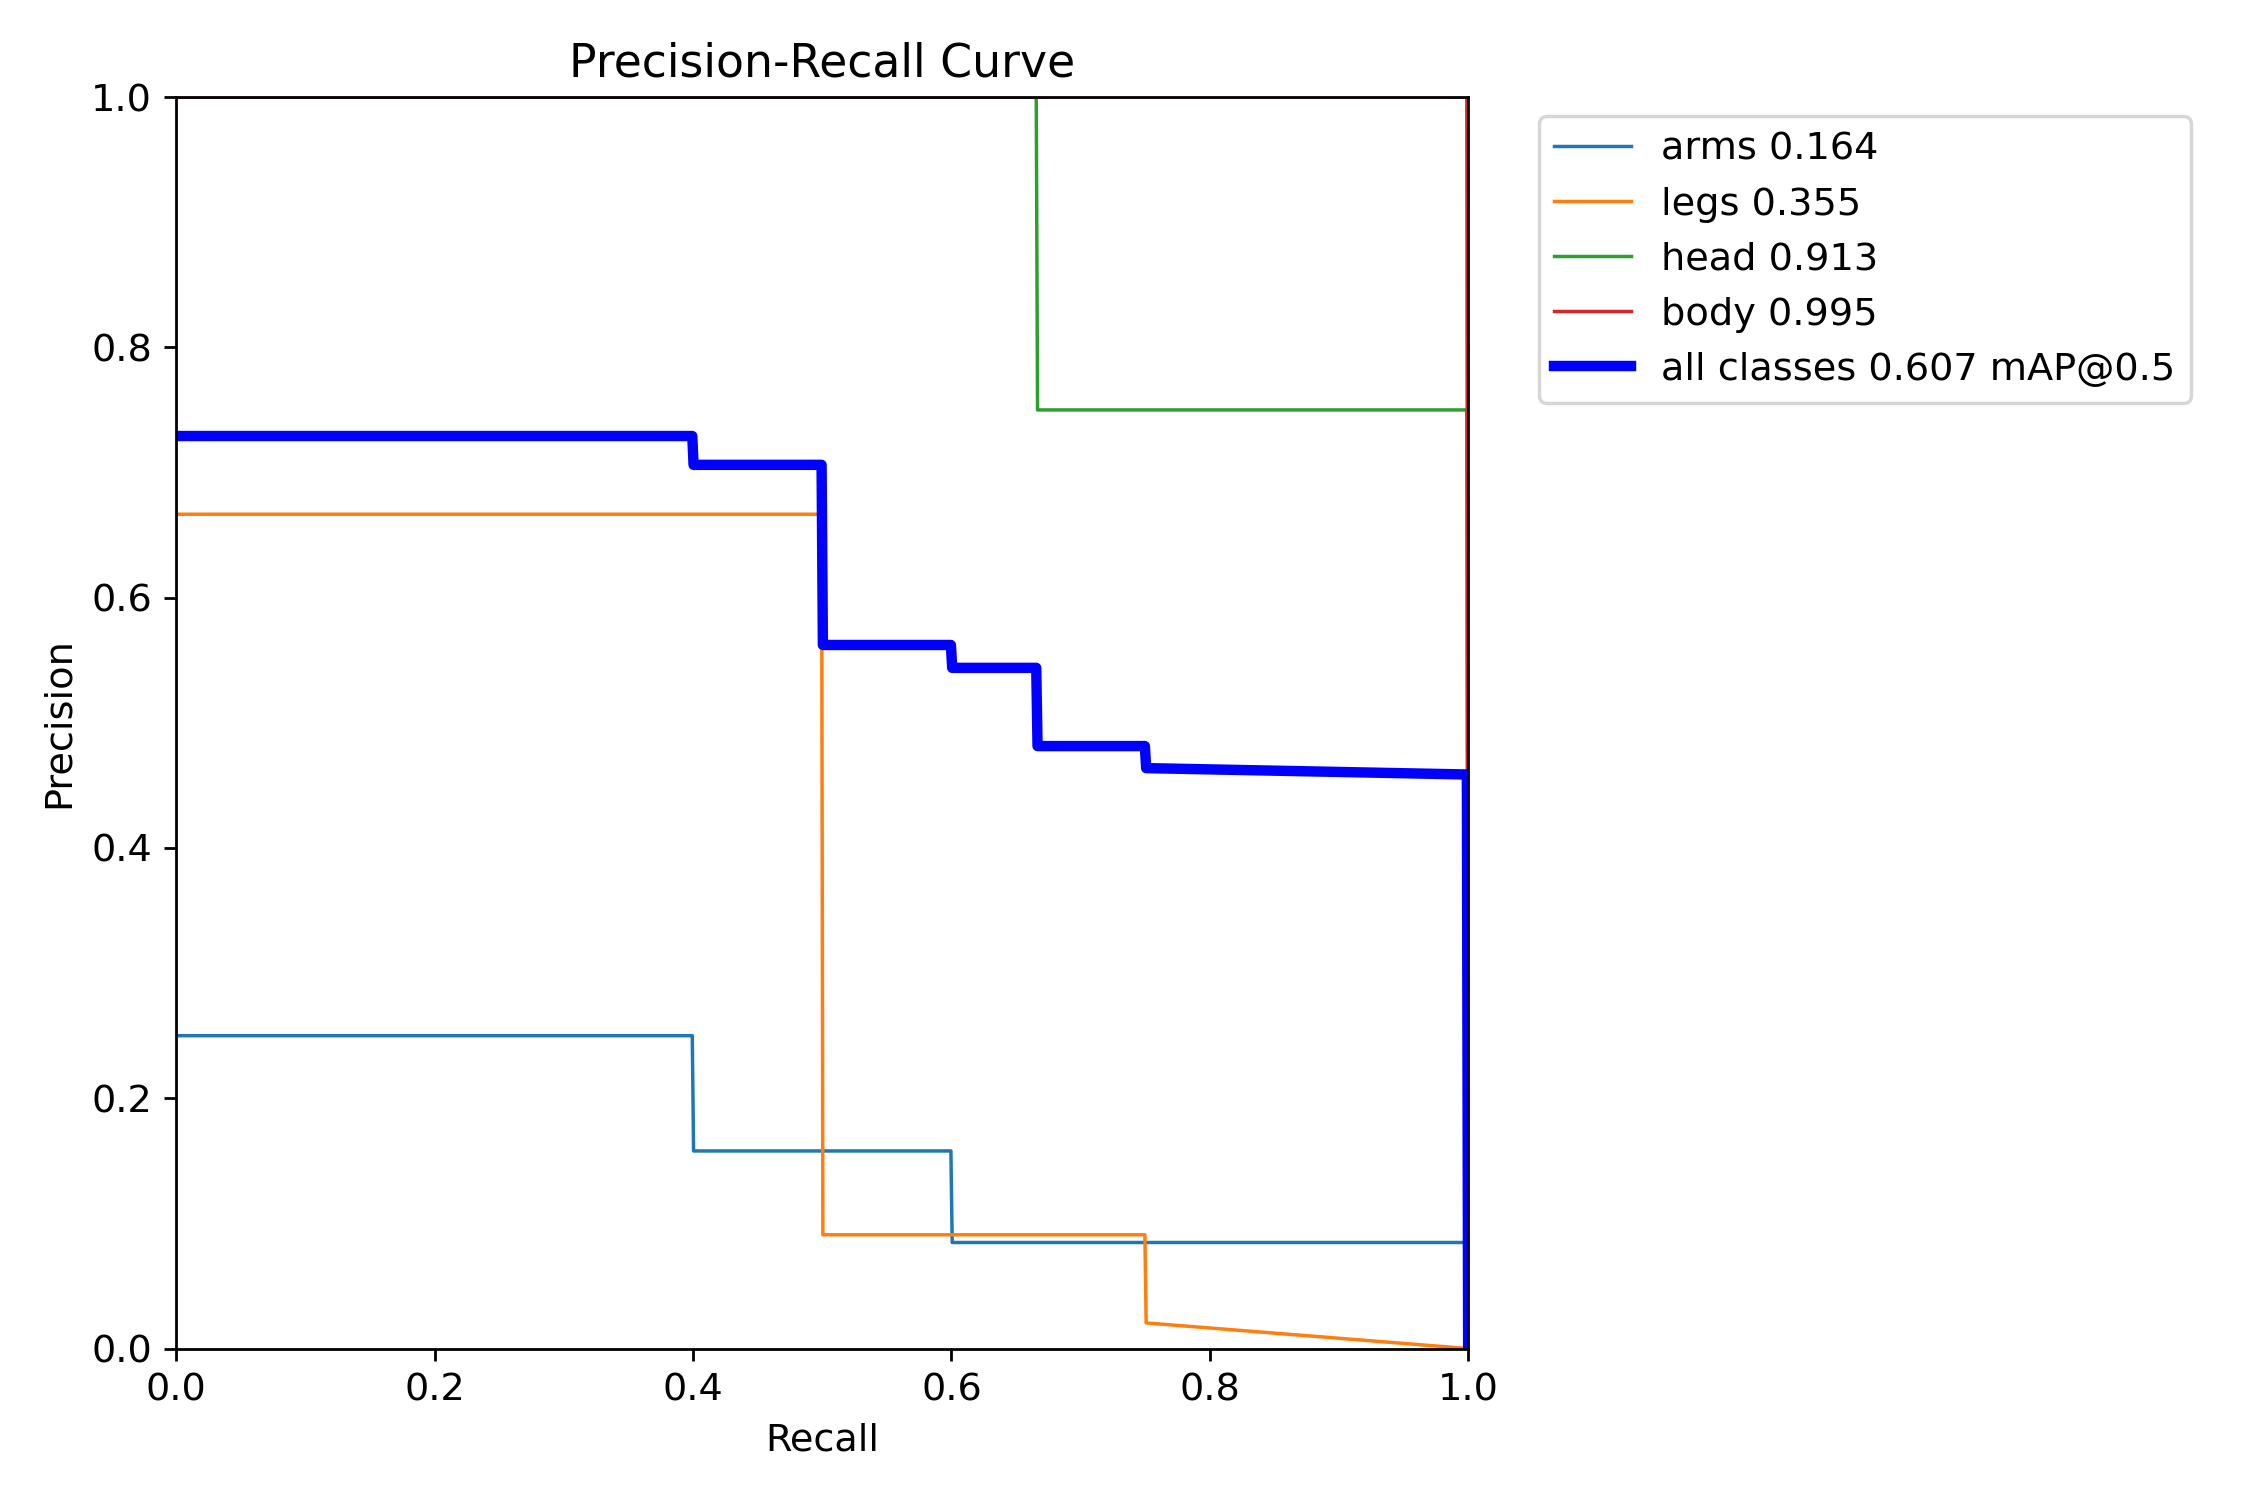 Precision-Recall Curve
1.0
0.8
0.6
0.4
0.2
0.0
Precision
0.0 0.2 0.4 0.6 0.8 1.0
Recall
arms 0.164
legs 0.355
head 0.913
body 0.995
all classes 0.607 mAP@0.5